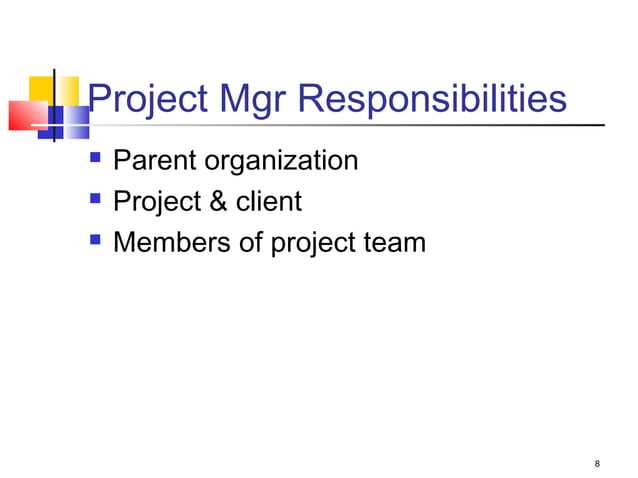 Project Mgr Responsibilities
Parent organization
Project & client
Members of project team
8